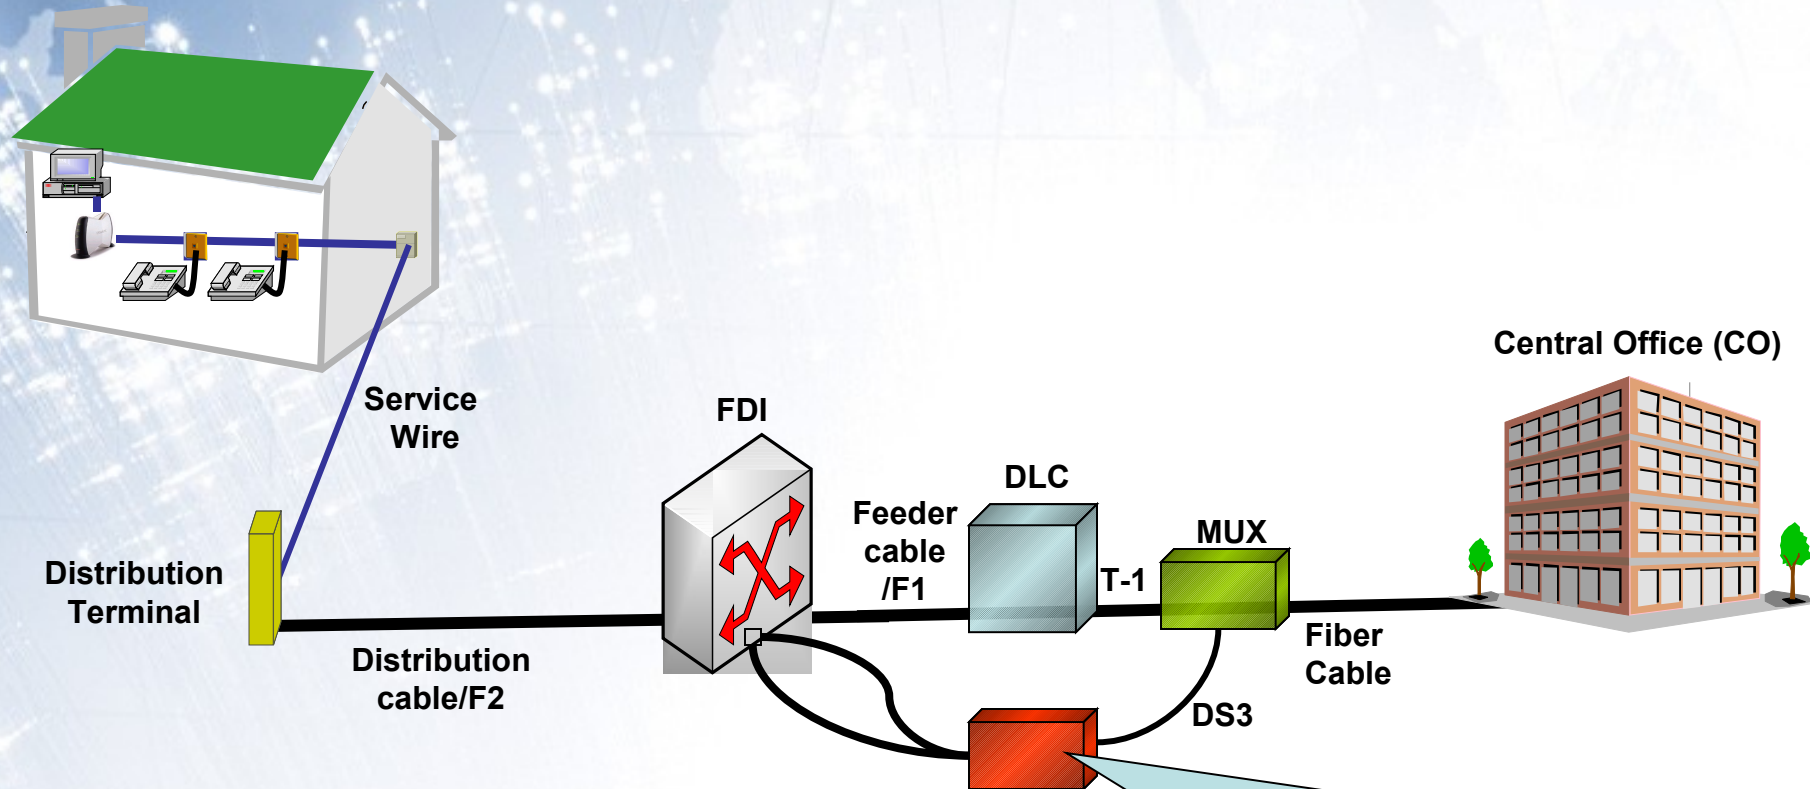 Central Office (CO)
Service
Wire
FDI
DLC
Feeder
cable
/F1
MUX
T-1
Distribution
Terminal
Fiber
Cable
Distribution
cable/F2
DS3